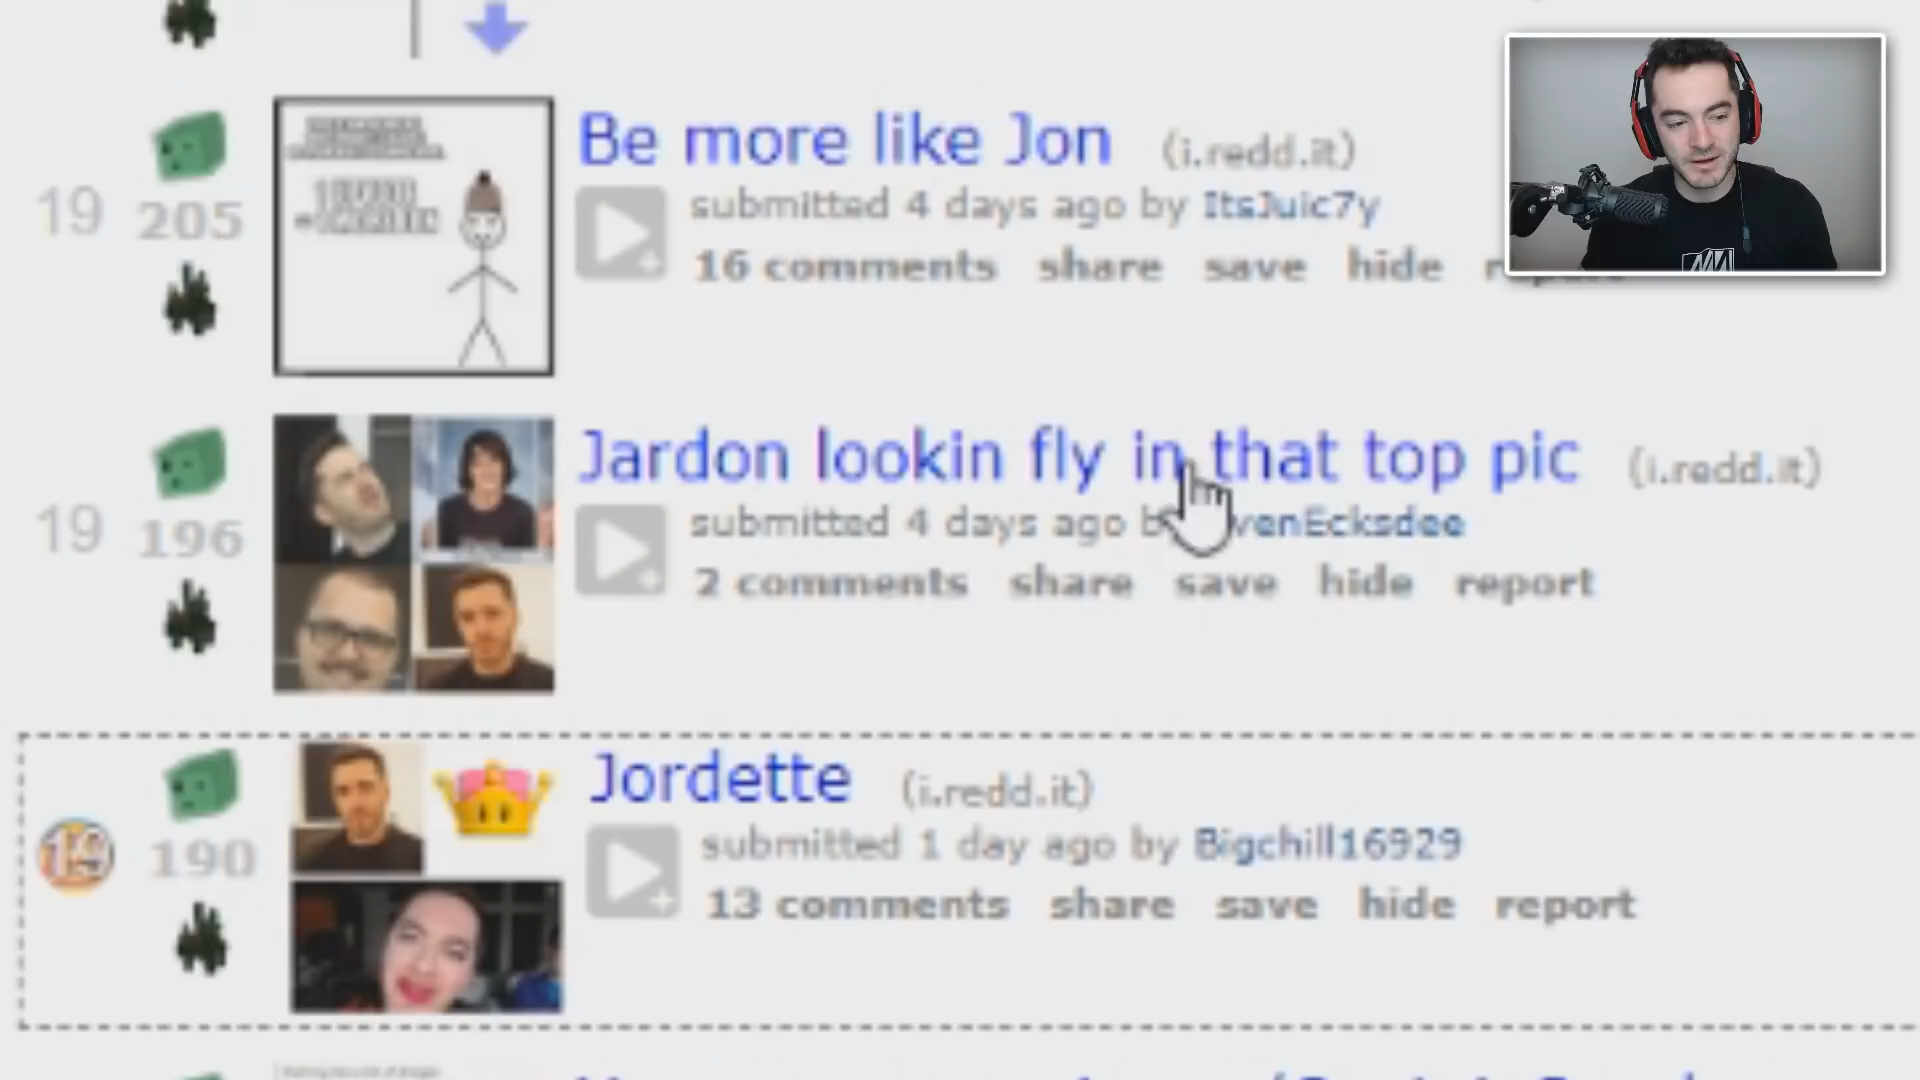 Be more like Jon (i.redd.it)
19
205
submitted 4 days ago by ItsJuic7y
16 comments share save hide
Jardon lookin fly in that top pic (i.redd.it)
19
196
submitted 4 days ago
2 comments share save hide report
Jordette (i.redd.it)
19
190
submitted 1 day ago by Bigchill16929
13 comments share save hide report